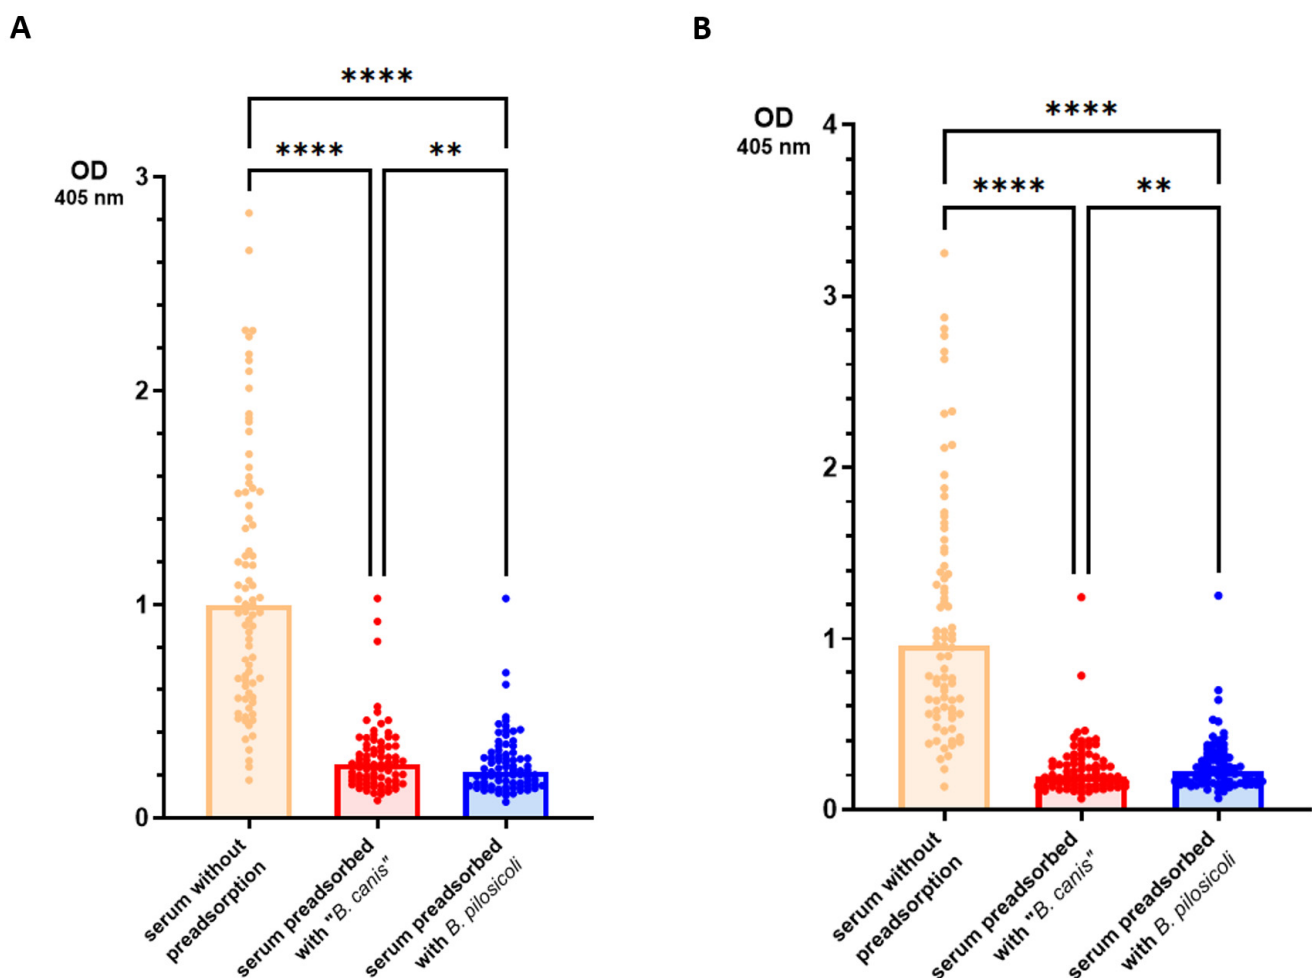 A
B
****
**** **
OD
405 nm
3
2
1
0
serum without
preadsorption
serum preadsorbed
with "B. canis"
serum preadsorbed
with B. pilosicoli
****
**** **
OD
405 nm
4
3
2
1
0
serum without
preadsorption
serum preadsorbed
with "B. canis"
serum preadsorbed
with B. pilosicoli